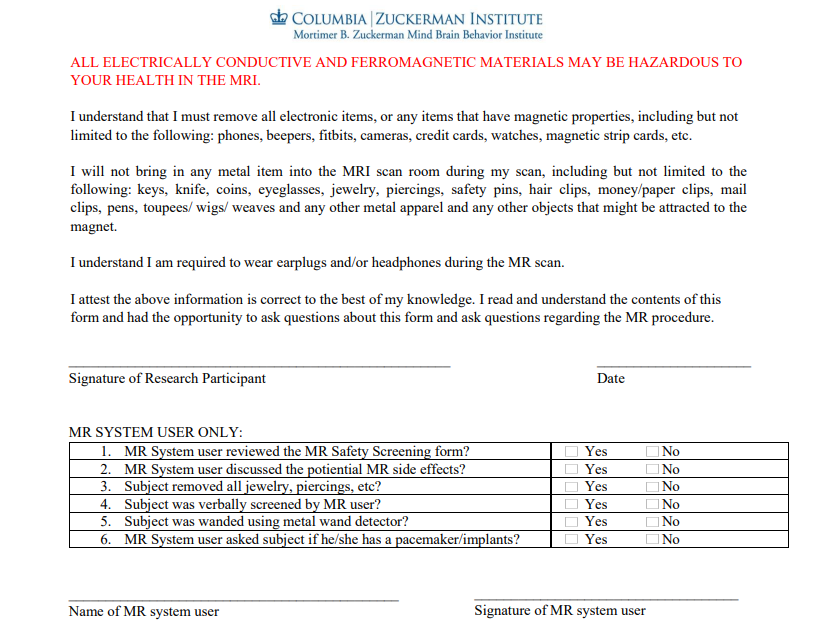 COLUMBIA | ZUCKERMAN INSTITUTE
Mortimer B. Zuckerman Mind Brain Behavior Institute
ALL ELECTRICALLY CONDUCTIVE AND FERROMAGNETIC MATERIALS MAY BE HAZARDOUS TO
YOUR HEALTH IN THE MRI.
I understand that I must remove all electronic items, or any items that have magnetic properties, including but not
limited to the following: phones, beepers, fitbits, cameras, credit cards, watches, magnetic strip cards, etc.
I will not bring in any metal item into the MRI scan room during my scan, including but not limited to the
following: keys, knife, coins, eyeglasses, jewelry, piercings, safety pins, hair clips, money/paper clips, mail
clips, pens, toupees/ wigs/ weaves and any other metal apparel and any other objects that might be attracted to the
magnet.
I understand I am required to wear earplugs and/or headphones during the MR scan.
I attest the above information is correct to the best of my knowledge. I read and understand the contents of this
form and had the opportunity to ask questions about this form and ask questions regarding the MR procedure.
Signature of Research Participant Date
MR SYSTEM USER ONLY:
1. MR System user reviewed the MR Safety Screening form? Yes No
2. MR System user discussed the potiential MR side effects? Yes No
3. Subject removed all jewelry, piercings, etc? Yes No
4. Subject was verbally screened by MR user? Yes No
5. Subject was wanded using metal wand detector? Yes No
6. MR System user asked subject if he/she has a pacemaker/implants? Yes No
Name of MR system user Signature of MR system user